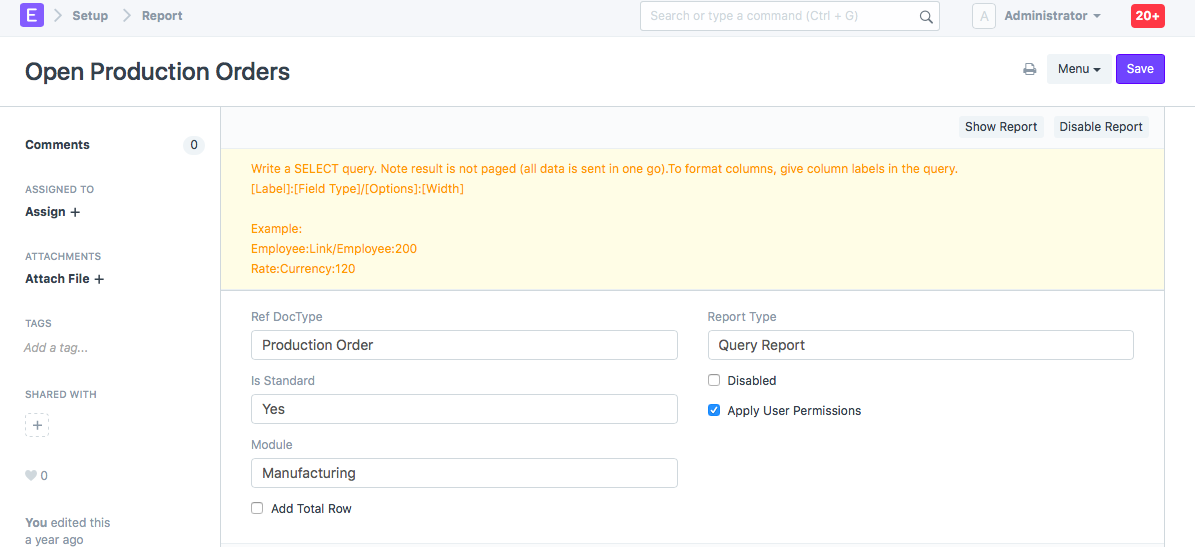 E Setup Report
Search or type a command (Ctrl + G)
A Administrator
20+
Open Production Orders
Menu
Save
Comments 0
ASSIGNED TO
Assign +
ATTACHMENTS
Attach File +
TAGS
Add a tag...
SHARED WITH
+
0
You edited this
a year ago
Show Report Disable Report
Write a SELECT query. Note result is not paged (all data is sent in one go).To format columns, give column labels in the query.
[Label]:[Field Type]/[Options]:[Width]
Example:
Employee:Link/Employee:200
Rate:Currency:120
Ref DocType
Production Order
Is Standard
Yes
Module
Manufacturing
Add Total Row
Report Type
Query Report
Disabled
Apply User Permissions